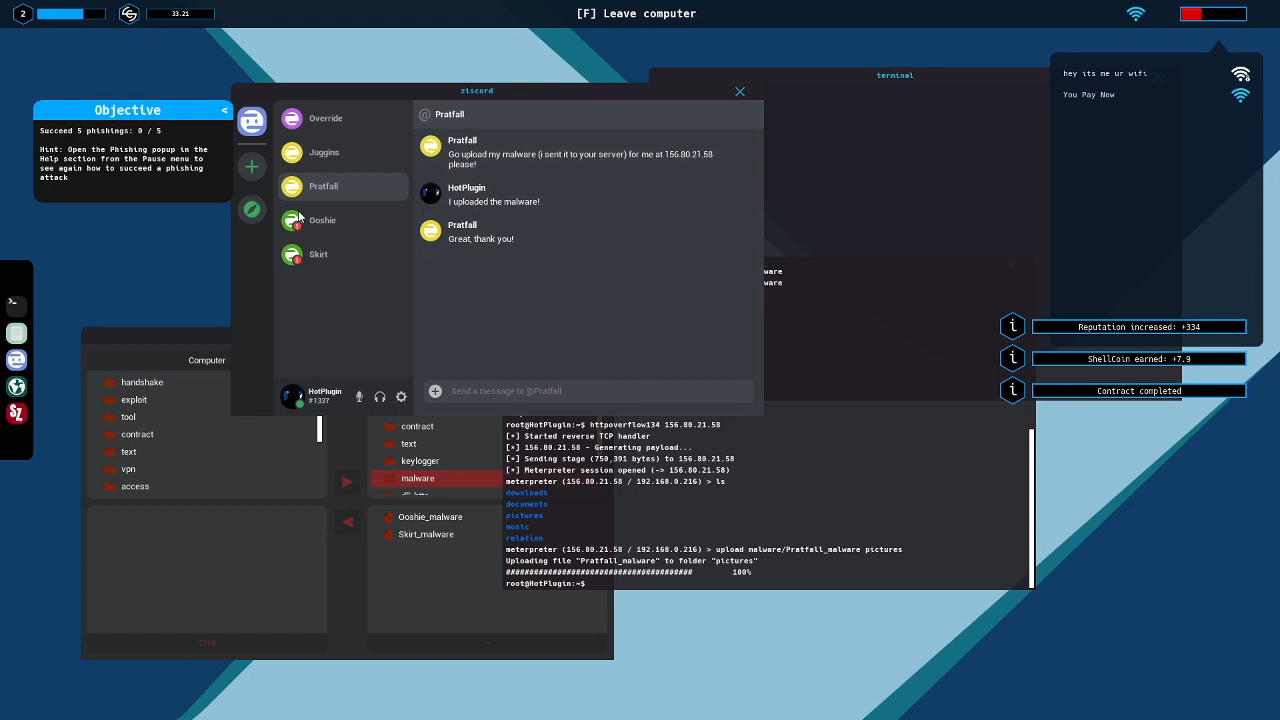 2
33.21
[F] Leave computer
hey its me ur wifi
You Pay Now
Objective <
Succeed 5 phishings: 0 / 5
Hint: Open the Phishing popup in the
Help section from the Pause menu to
see again how to succeed a phishing
attack
terminal
ziscord
Override
Juggins
Pratfall
Ooshie
1
Skirt
1
HotPlugin
#1337
@ Pratfall
Pratfall
Go upload my malware (i sent it to your server) for me at 156.80.21.58
please!
HotPlugin
I uploaded the malware!
Pratfall
Great, thank you!
Send a message to @Pratfall
ware
ware
Reputation increased: +334
ShellCoin earned: +7.9
Contract completed
Computer
handshake
exploit
tool
contract
text
vpn
access
contract
text
keylogger
malware
Ooshie_malware
Skirt_malware
7/10
root@HotPlugin:~$ httpoverflow134 156.80.21.58
[*] Started reverse TCP handler
[*] 156.80.21.58 - Generating payload...
[*] Sending stage (750,391 bytes) to 156.80.21.58
[*] Meterpreter session opened (-> 156.80.21.58)
meterpreter (156.80.21.58 / 192.168.0.216) > ls
downloads
documents
pictures
music
relation
meterpreter (156.80.21.58 / 192.168.0.216) > upload malware/Pratfall_malware pictures
Uploading file "Pratfall_malware" to folder "pictures"
######################################## 100%
root@HotPlugin:~$